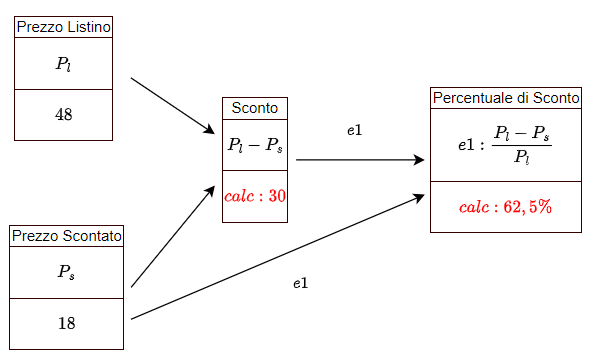 Prezzo Listino
P_l
48
Sconto
P_l − P_s
calc : 30
e1
Percentuale di Sconto
e1 : (P_l − P_s) / P_l
calc : 62,5%
Prezzo Scontato
P_s
18
e1